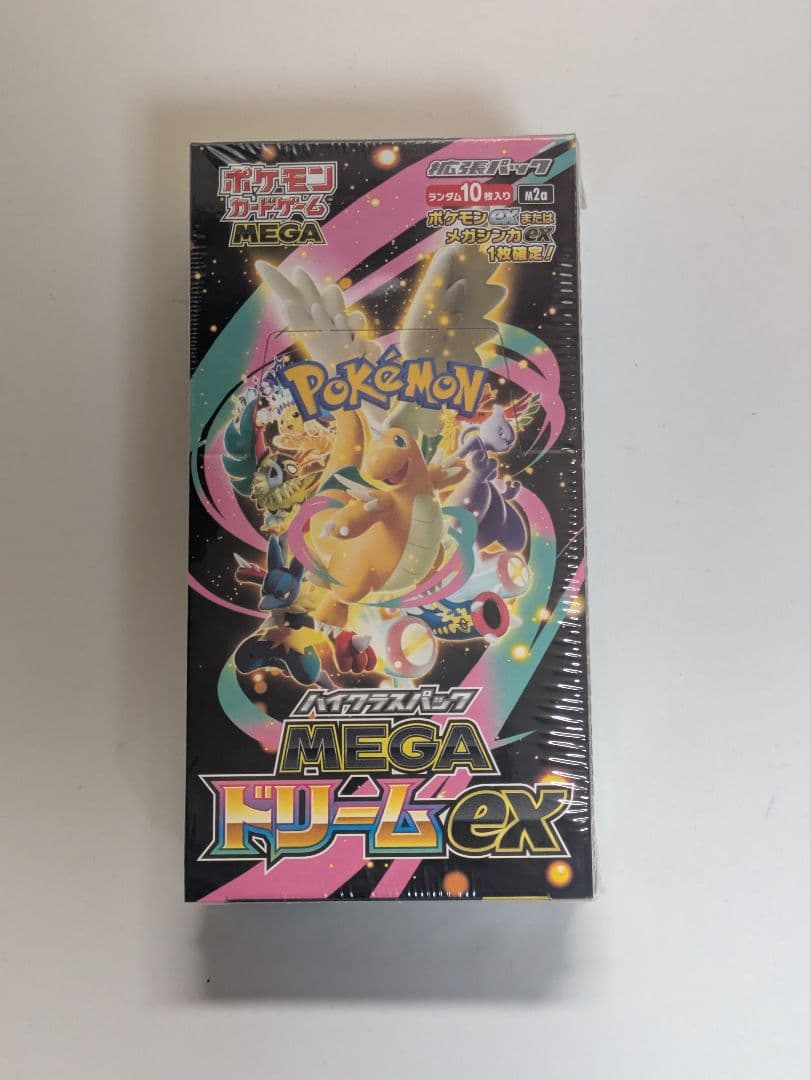 ポケモン
カードゲーム
MEGA
拡張パック
ランダム10枚入り M2a
ポケモンexまたは
メガシンカex
1枚確定!
POKéMON
ハイクラスパック
MEGA
ドリームex